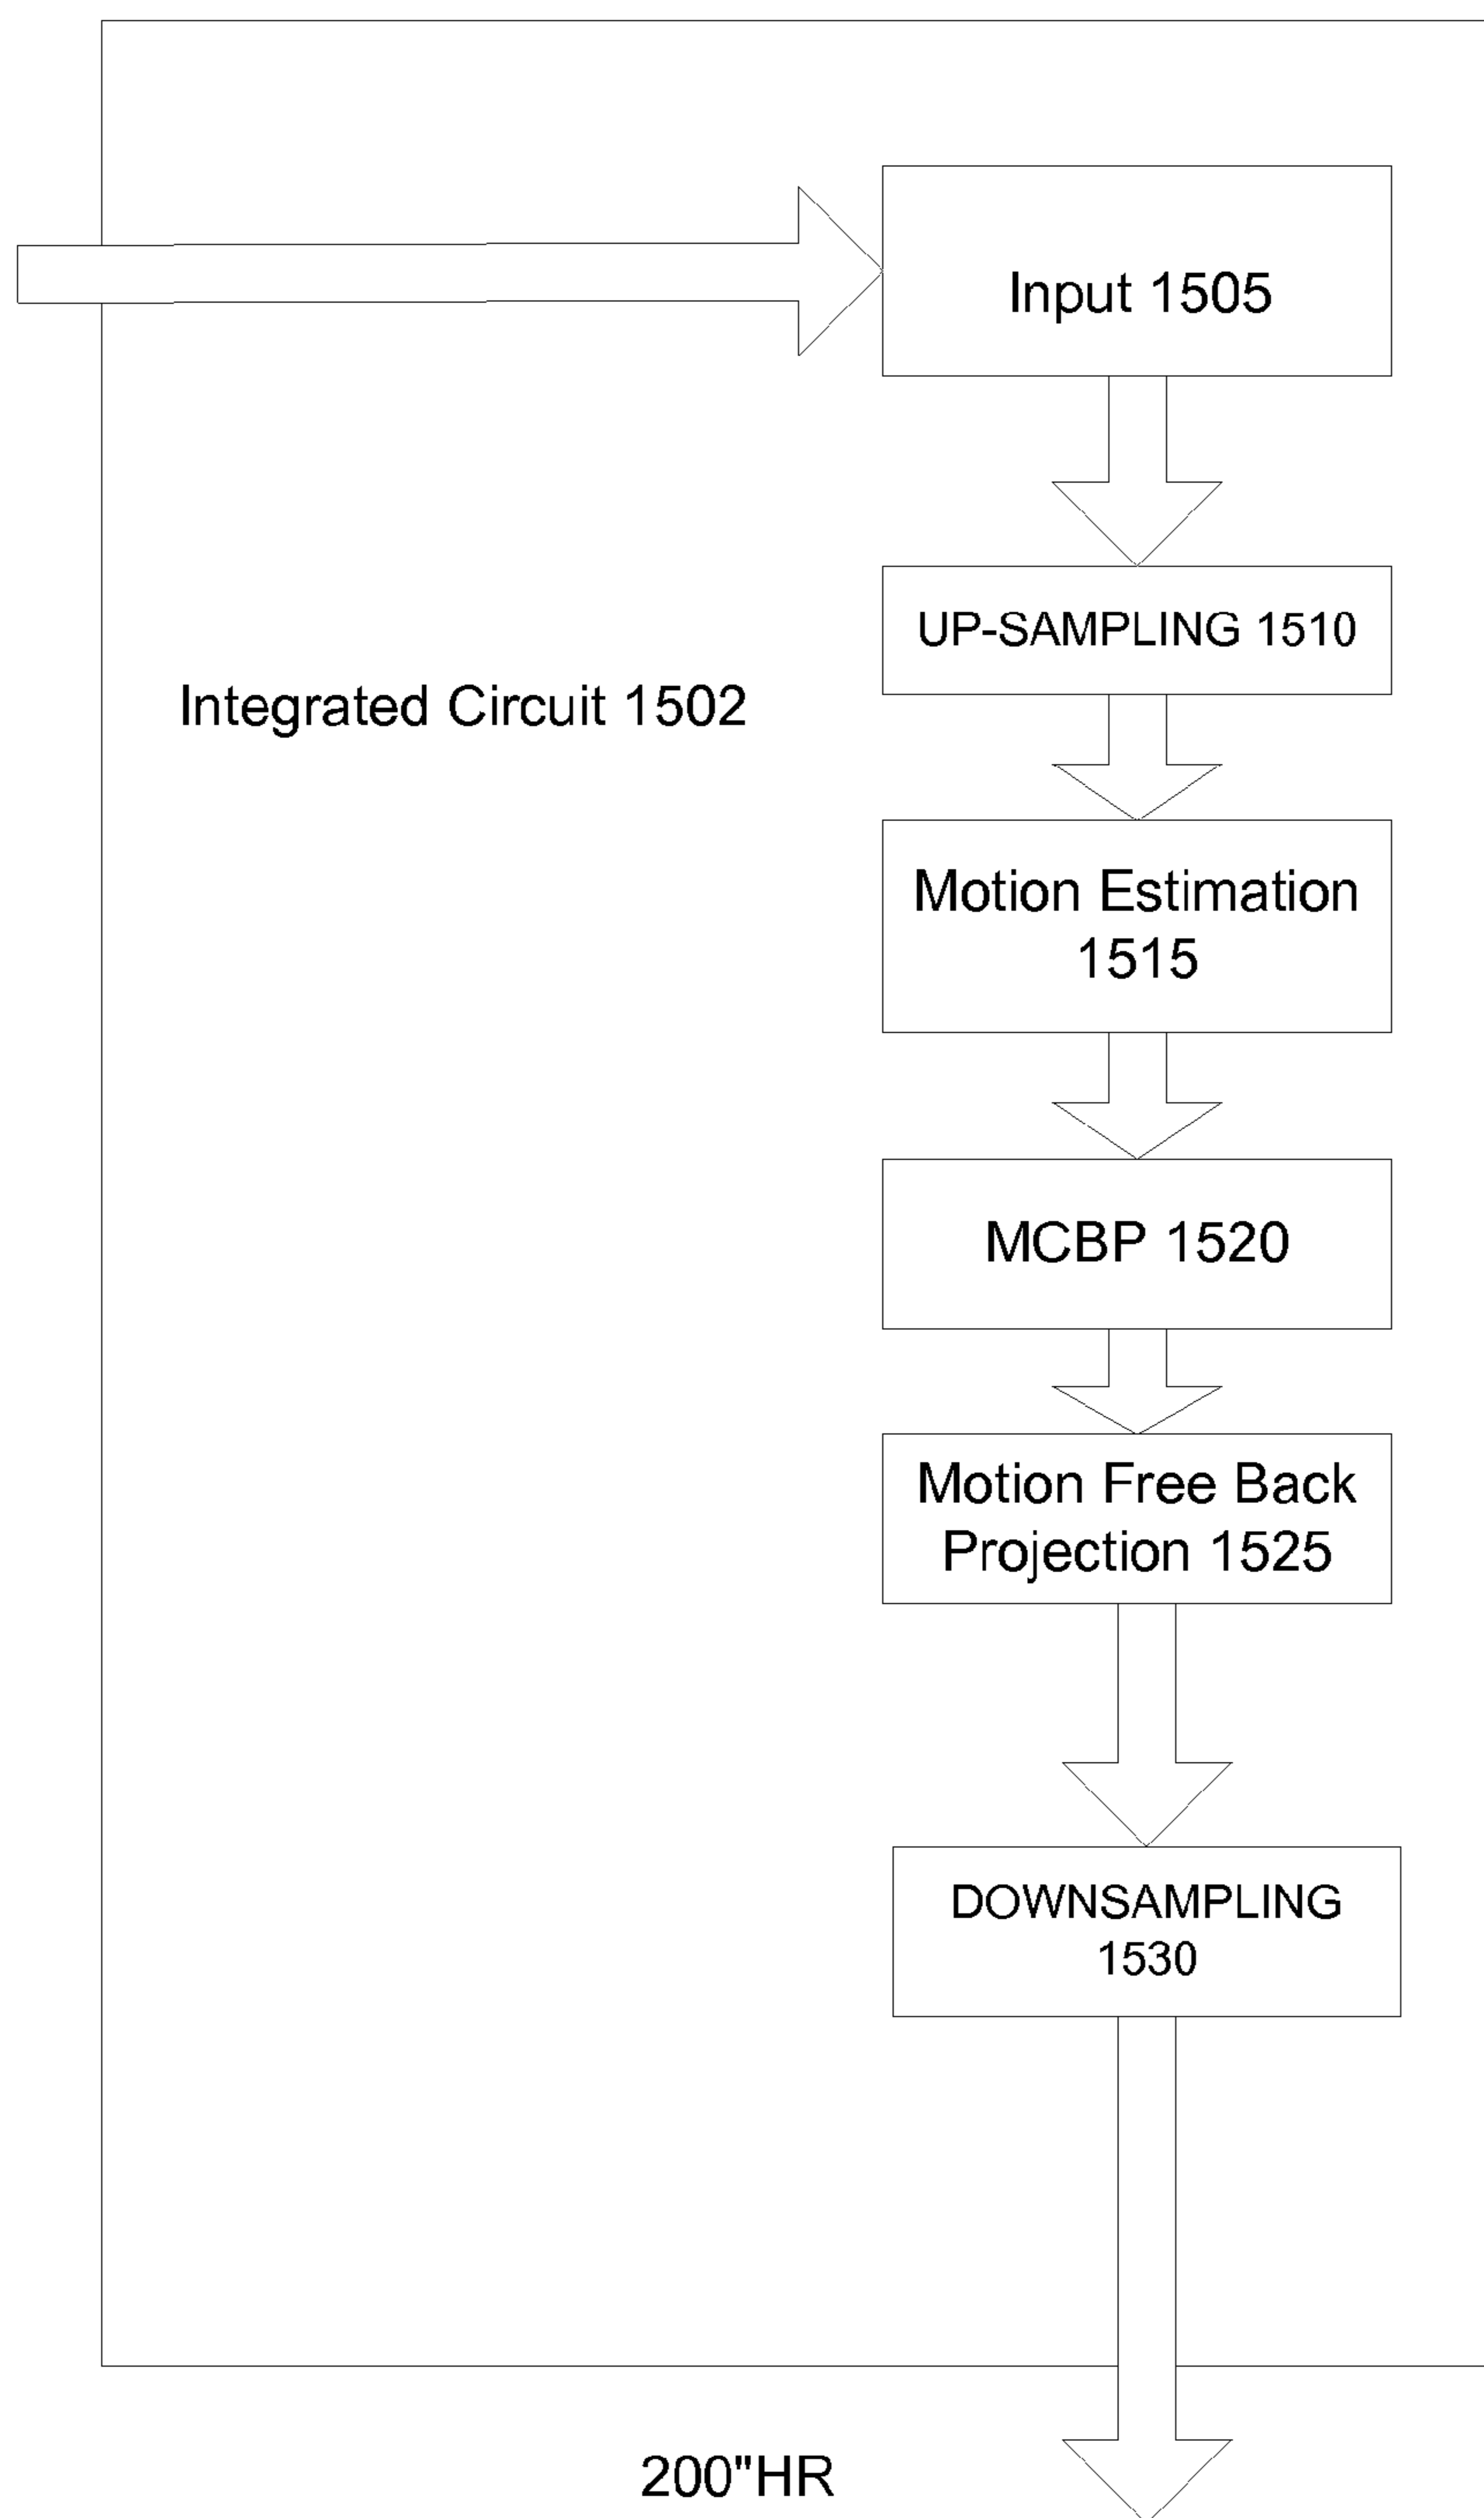 Input 1505
UP-SAMPLING 1510
Integrated Circuit 1502
Motion Estimation
1515
MCBP 1520
Motion Free Back
Projection 1525
DOWNSAMPLING
1530
200"HR